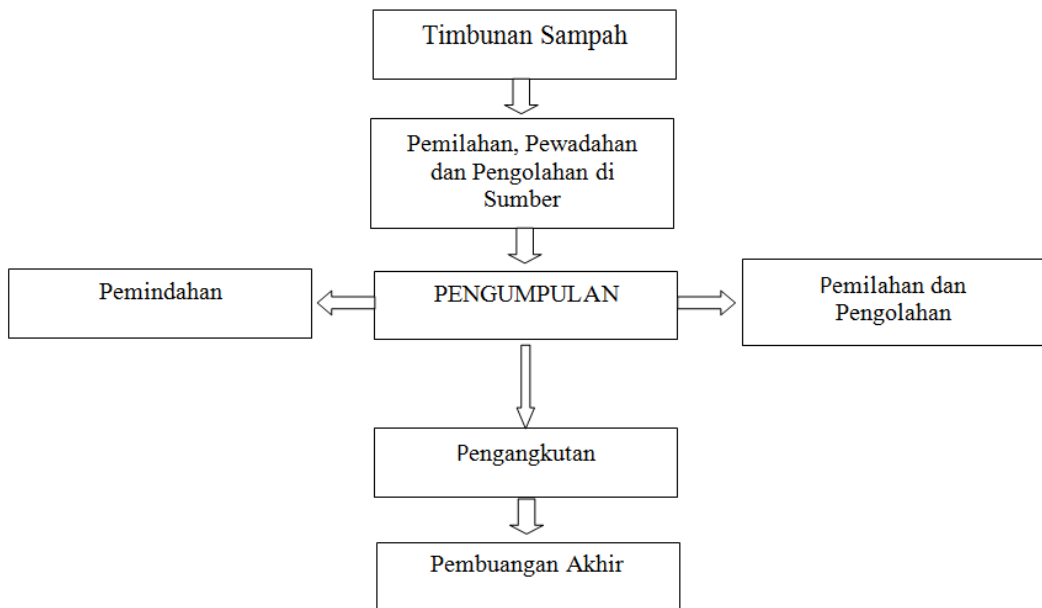 Timbunan Sampah
Pemilahan, Pewadahan
dan Pengolahan di
Sumber
Pemindahan
PENGUMPULAN
Pemilahan dan
Pengolahan
Pengangkutan
Pembuangan Akhir